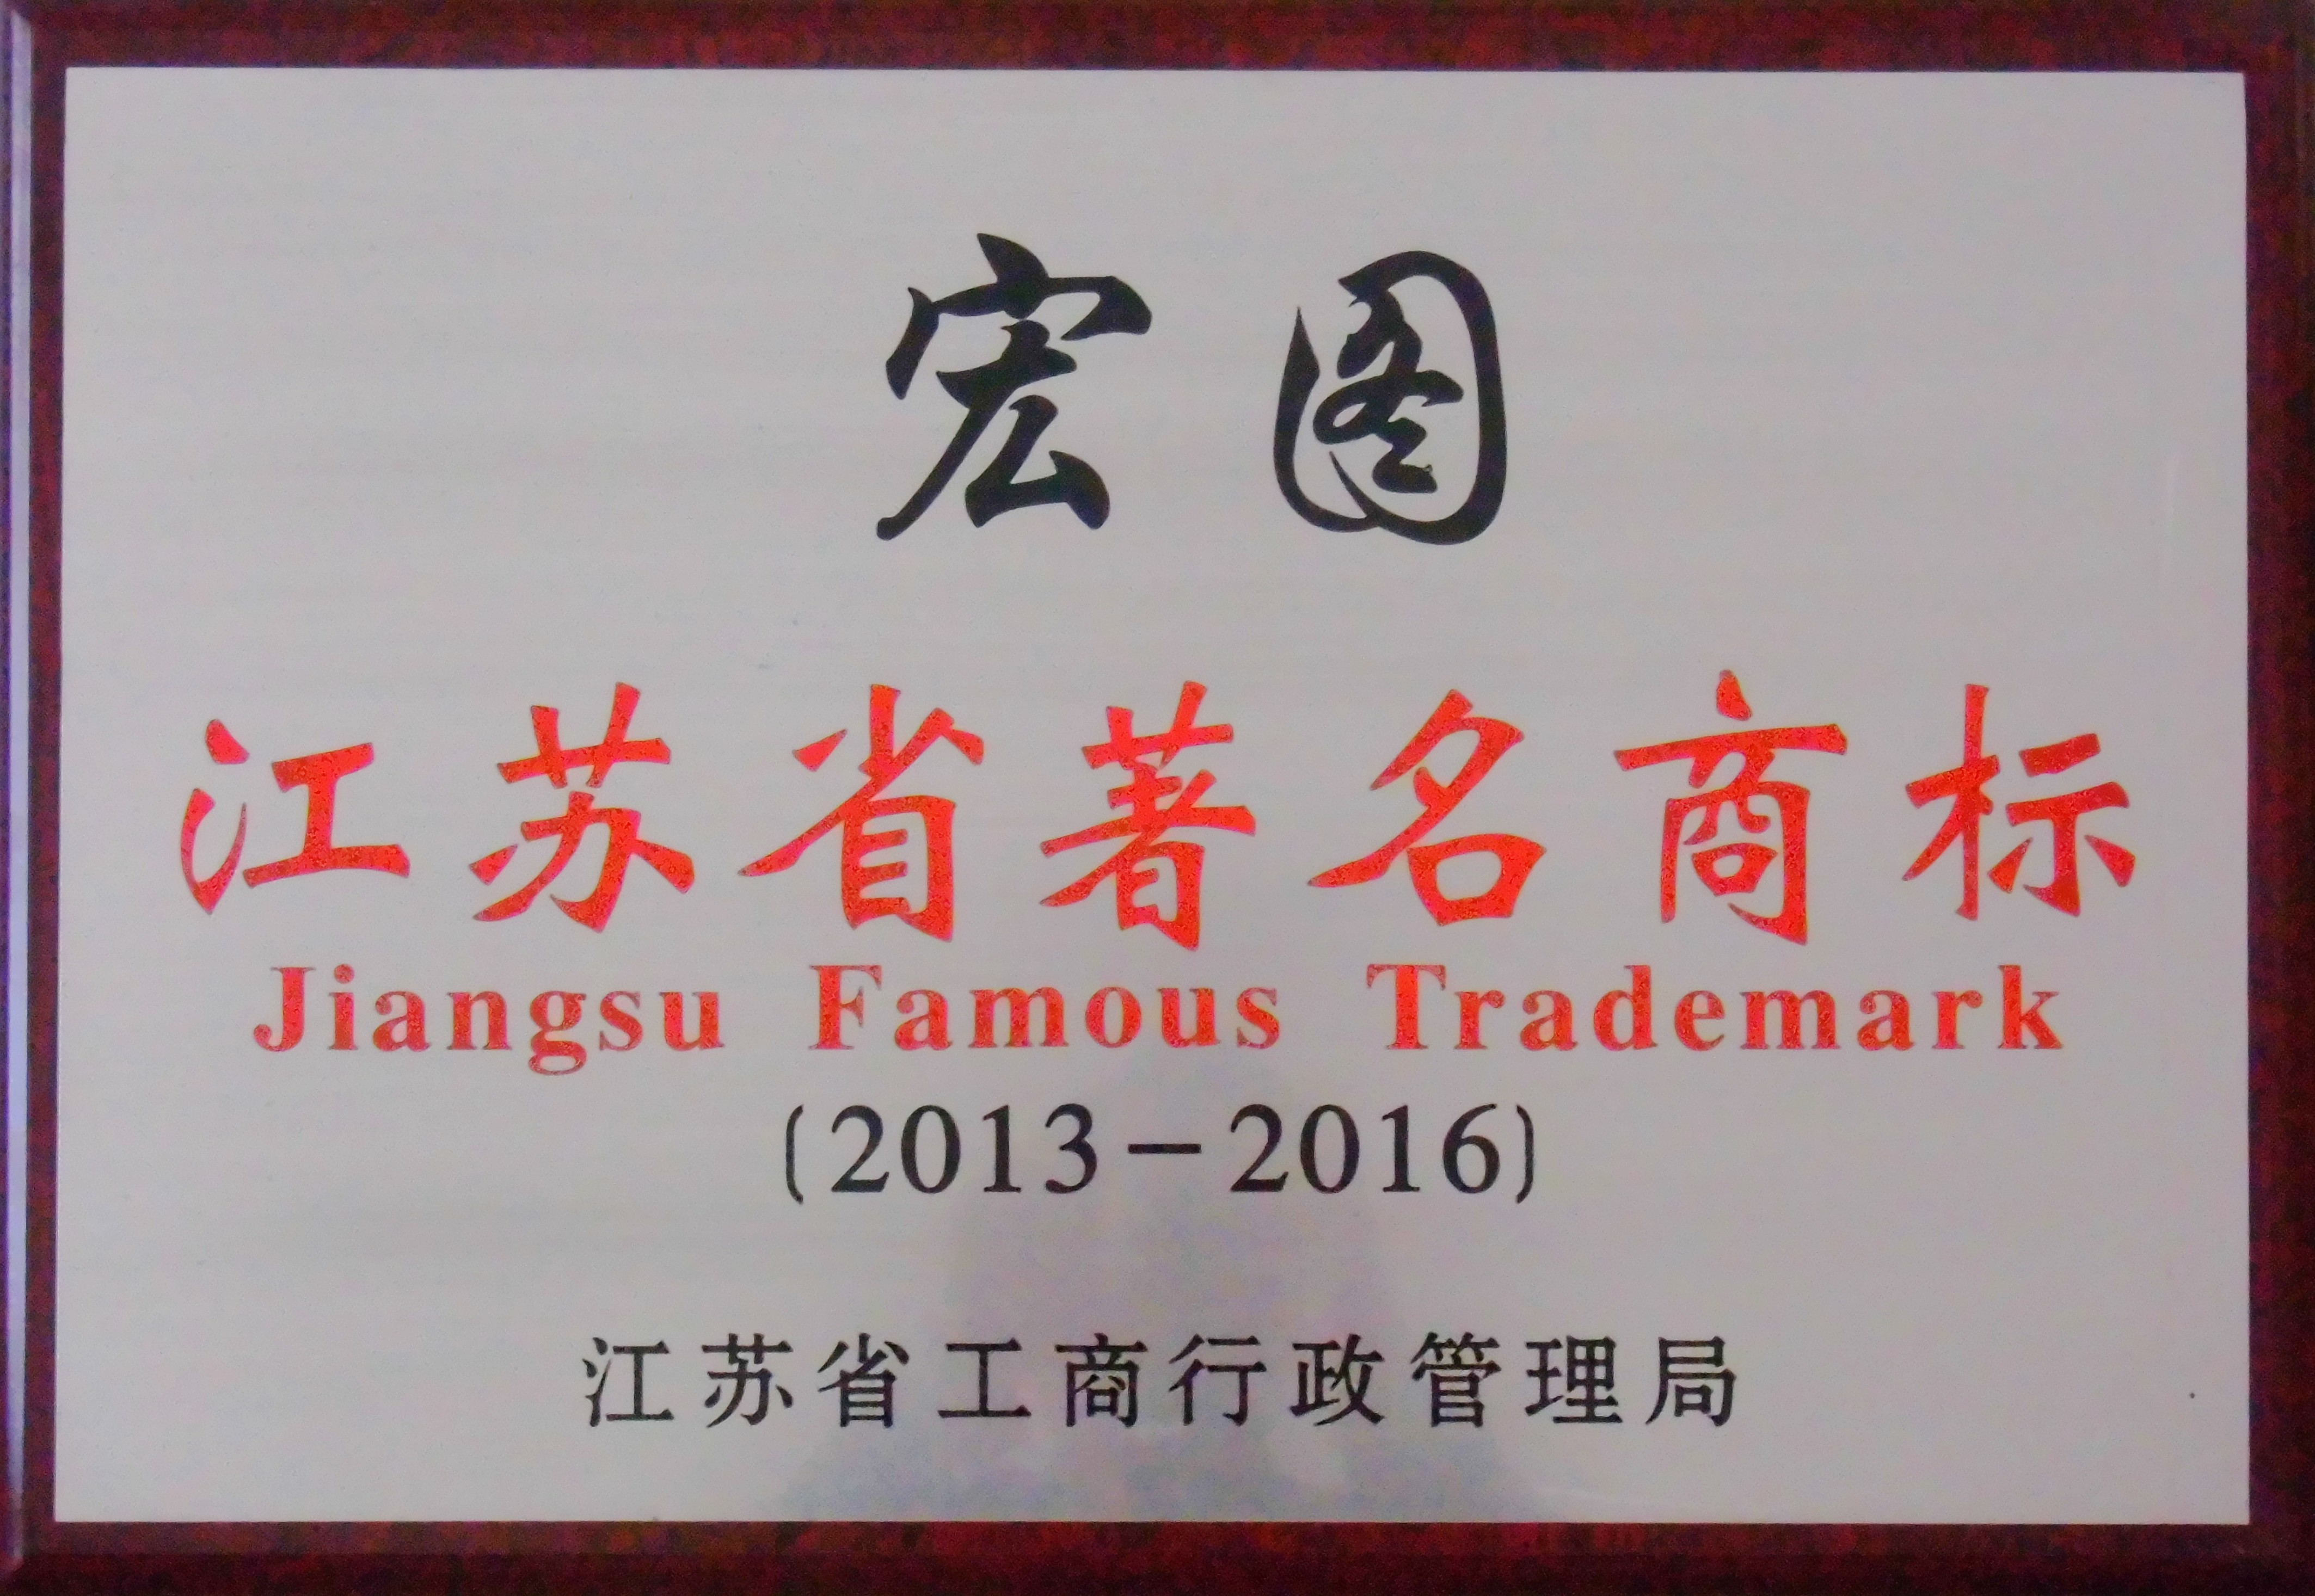 宏图
江苏省著名商标
Jiangsu Famous Trademark
(2013-2016)
江苏省工商行政管理局